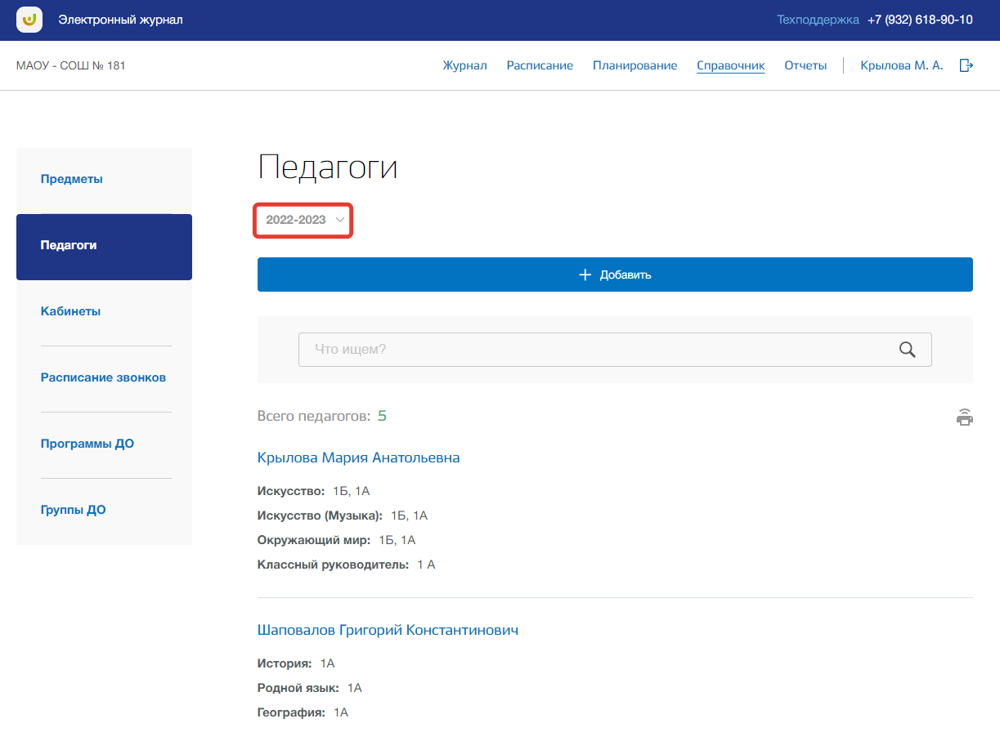 Электронный журнал
Техподдержка +7 (932) 618-90-10
МАОУ - СОШ № 181
Журнал Расписание Планирование Справочник Отчеты Крылова М. А.
Предметы
Педагоги
Кабинеты
Расписание звонков
Программы ДО
Группы ДО
Педагоги
2022-2023
Добавить
Что ищем?
Всего педагогов: 5
Крылова Мария Анатольевна
Искусство: 1Б, 1А
Искусство (Музыка): 1Б, 1А
Окружающий мир: 1Б, 1А
Классный руководитель: 1 А
Шаповалов Григорий Константинович
История: 1А
Родной язык: 1А
География: 1А